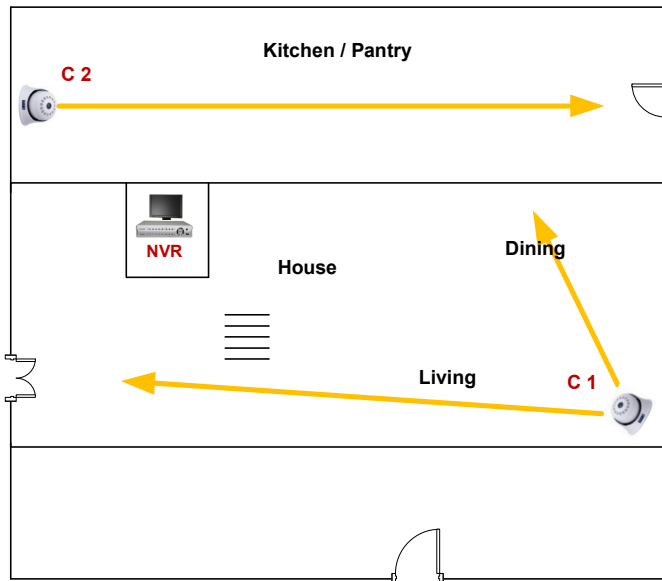 Kitchen / Pantry
C 2
NVR
House
Dining
Living
C 1